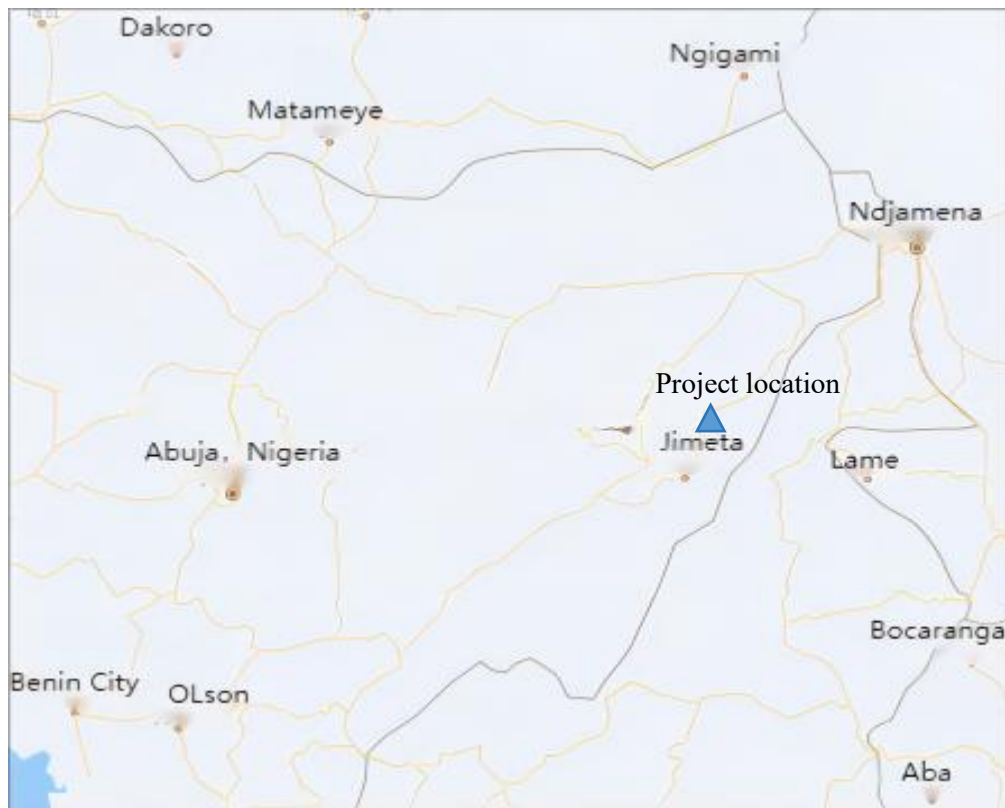 Dakoro
Ngigami
Matameye
Ndjamena
Project location
Jimeta
Abuja, Nigeria
Lame
Bocaranga
Benin City
OLson
Aba